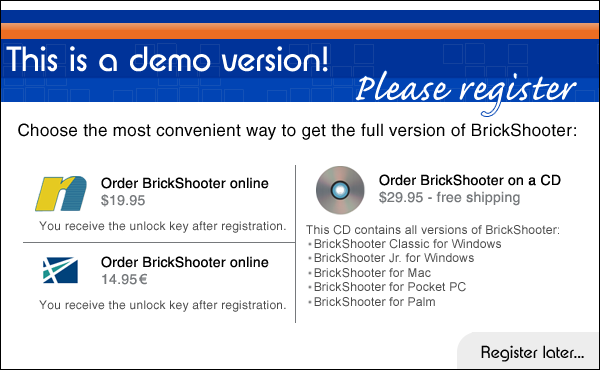 This is a demo version!
Please register
Choose the most convenient way to get the full version of BrickShooter:
Order BrickShooter online
$19.95
You receive the unlock key after registration.
Order BrickShooter online
14.95€
You receive the unlock key after registration.
Order BrickShooter on a CD
$29.95 - free shipping
This CD contains all versions of BrickShooter:
•BrickShooter Classic for Windows
•BrickShooter Jr. for Windows
•BrickShooter for Mac
•BrickShooter for Pocket PC
•BrickShooter for Palm
Register later...